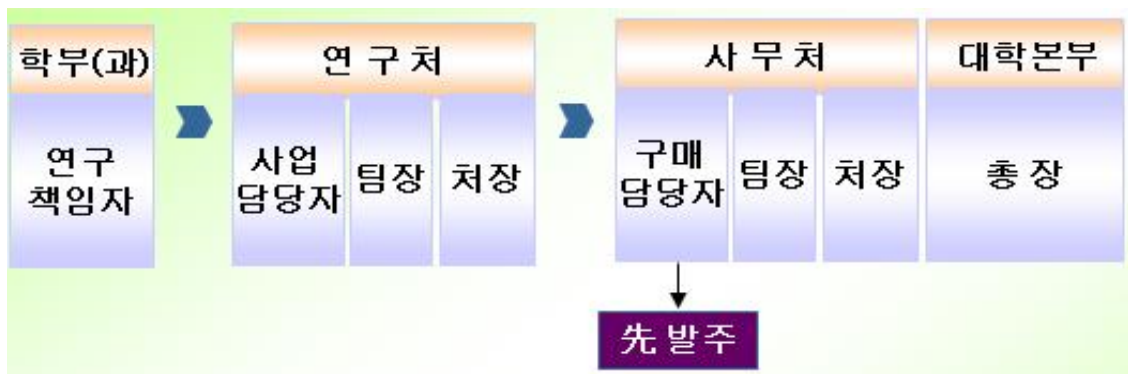 학부(과)
연 구 처
사 무 처
대학본부
연구
책임자
사업
담당자
팀장
처장
구매
담당자
팀장
처장
총 장
先 발주